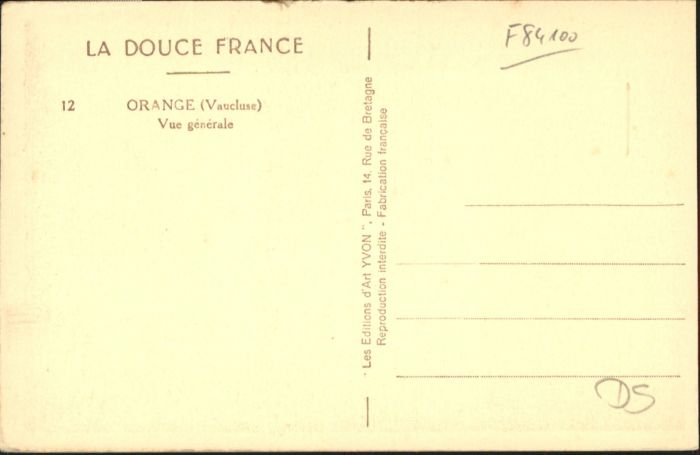 LA DOUCE FRANCE
12 ORANGE (Vaucluse)
Vue générale
"Les Editions d'Art YVON", Paris, 14, Rue de Bretagne
Reproduction interdite - Fabrication française
F84100
DS